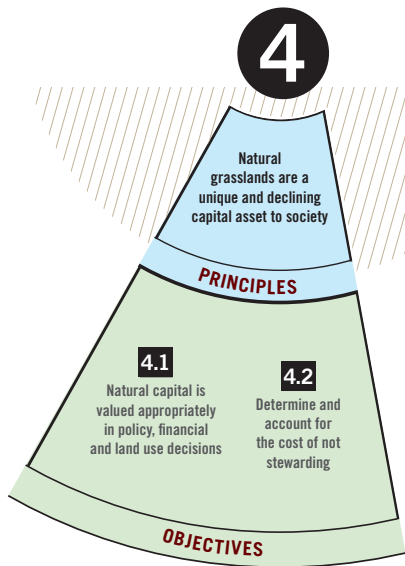 4
Natural
grasslands are a
unique and declining
capital asset to society
PRINCIPLES
4.1
Natural capital is
valued appropriately
in policy, financial
and land use decisions
4.2
Determine and
account for
the cost of not
stewarding
OBJECTIVES